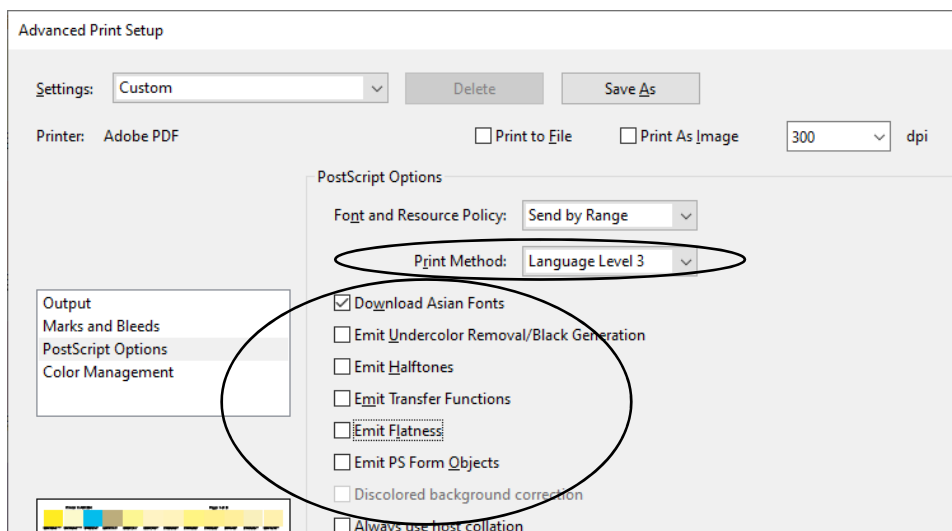 Advanced Print Setup
Settings: Custom Delete Save As
Printer: Adobe PDF Print to File Print As Image 300 dpi
PostScript Options
Font and Resource Policy: Send by Range
Print Method: Language Level 3
Output
Marks and Bleeds
PostScript Options
Color Management
Download Asian Fonts
Emit Undercolor Removal/Black Generation
Emit Halftones
Emit Transfer Functions
Emit Flatness
Emit PS Form Objects
Discolored background correction
Always use host collation